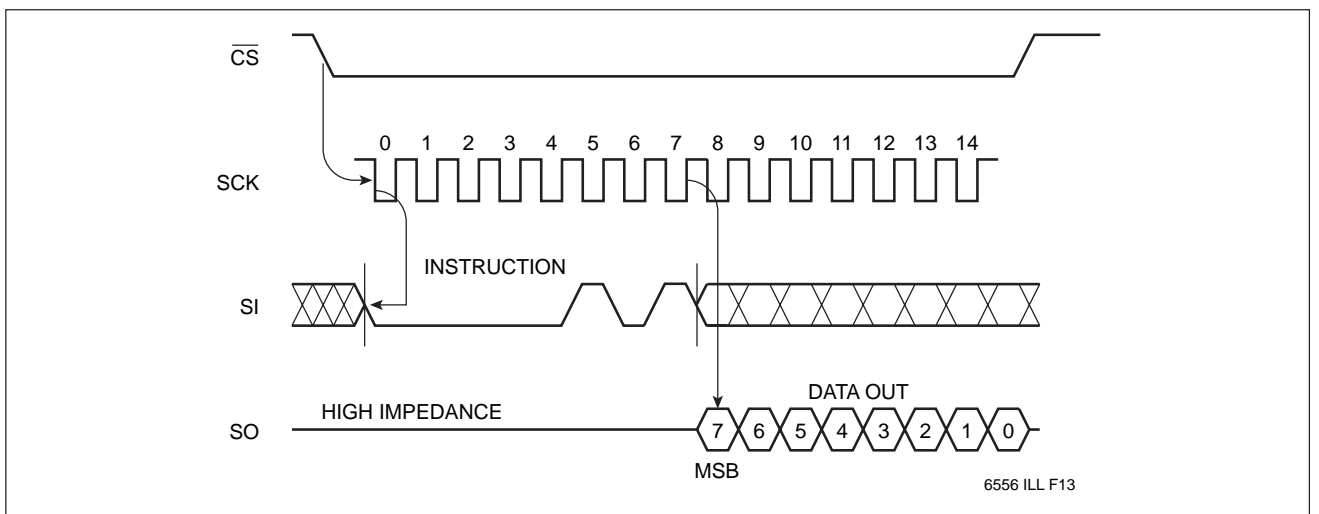 CS
0 1 2 3 4 5 6 7 8 9 10 11 12 13 14
SCK
INSTRUCTION
SI
DATA OUT
HIGH IMPEDANCE
SO
7 6 5 4 3 2 1 0
MSB
6556 ILL F13